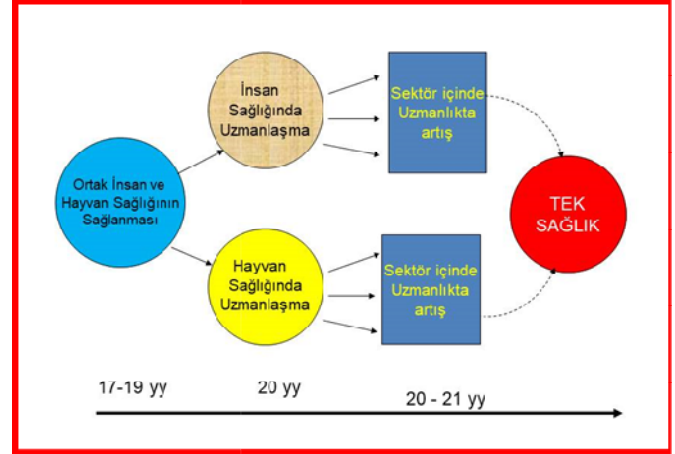 İnsan
Sağlığında
Uzmanlaşma
Sektör içinde
Uzmanlıkta
artış
Ortak İnsan ve
Hayvan Sağlığının
Sağlanması
TEK
SAĞLIK
Hayvan
Sağlığında
Uzmanlaşma
Sektör içinde
Uzmanlıkta
artış
17-19 yy
20 yy
20 - 21 yy